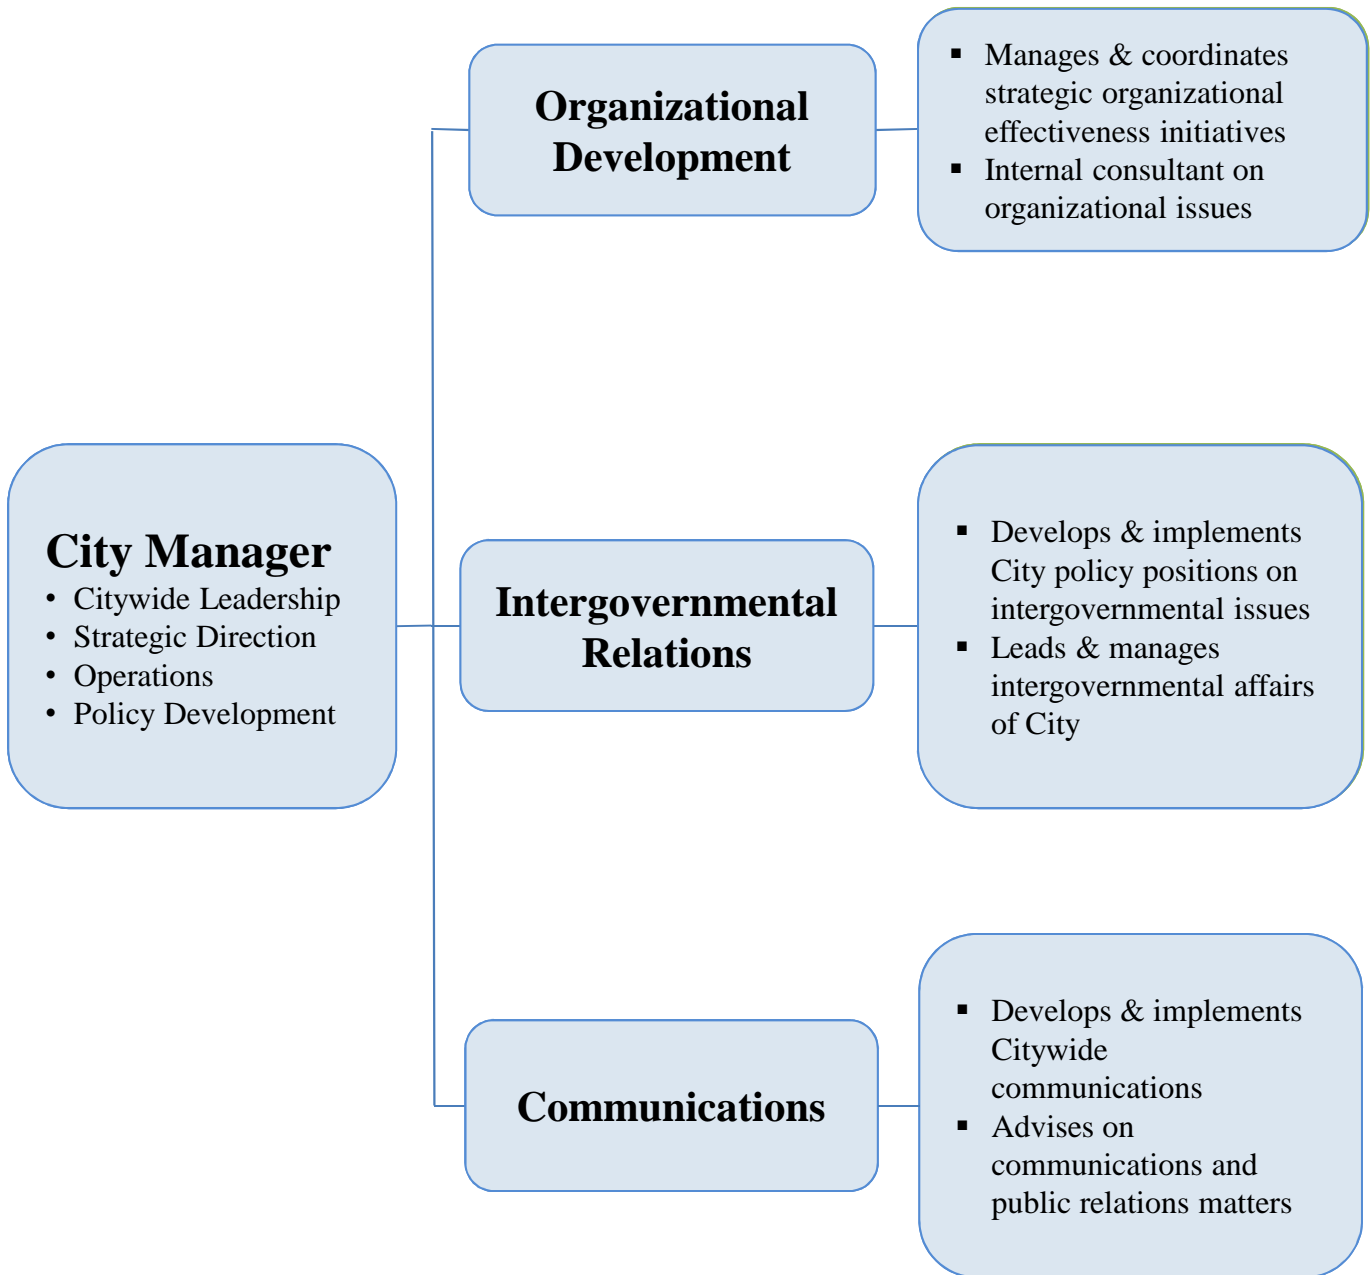 Organizational
Development
▪ Manages & coordinates
strategic organizational
effectiveness initiatives
▪ Internal consultant on
organizational issues
City Manager
• Citywide Leadership
• Strategic Direction
• Operations
• Policy Development
Intergovernmental
Relations
▪ Develops & implements
City policy positions on
intergovernmental issues
▪ Leads & manages
intergovernmental affairs
of City
Communications
▪ Develops & implements
Citywide
communications
▪ Advises on
communications and
public relations matters